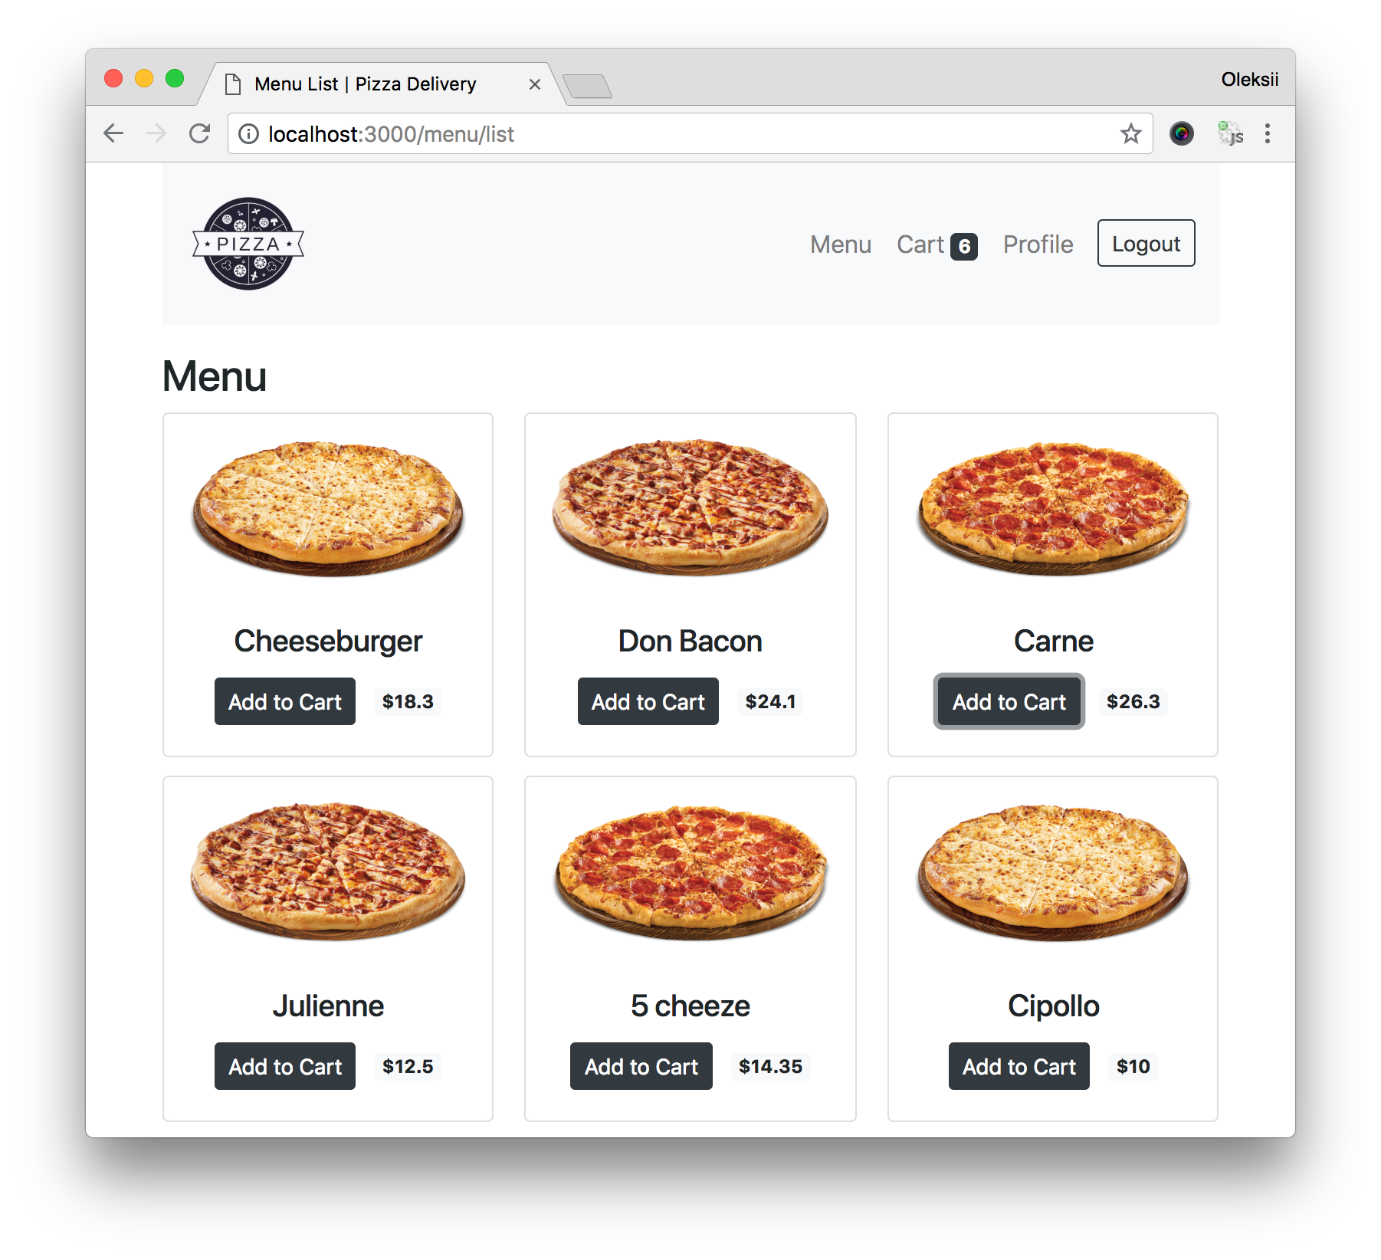 Menu List | Pizza Delivery
Oleksii
localhost:3000/menu/list
js
PIZZA
Menu
Cart 6
Profile
Logout
Menu
Cheeseburger
Add to Cart $18.3
Don Bacon
Add to Cart $24.1
Carne
Add to Cart $26.3
Julienne
Add to Cart $12.5
5 cheeze
Add to Cart $14.35
Cipollo
Add to Cart $10